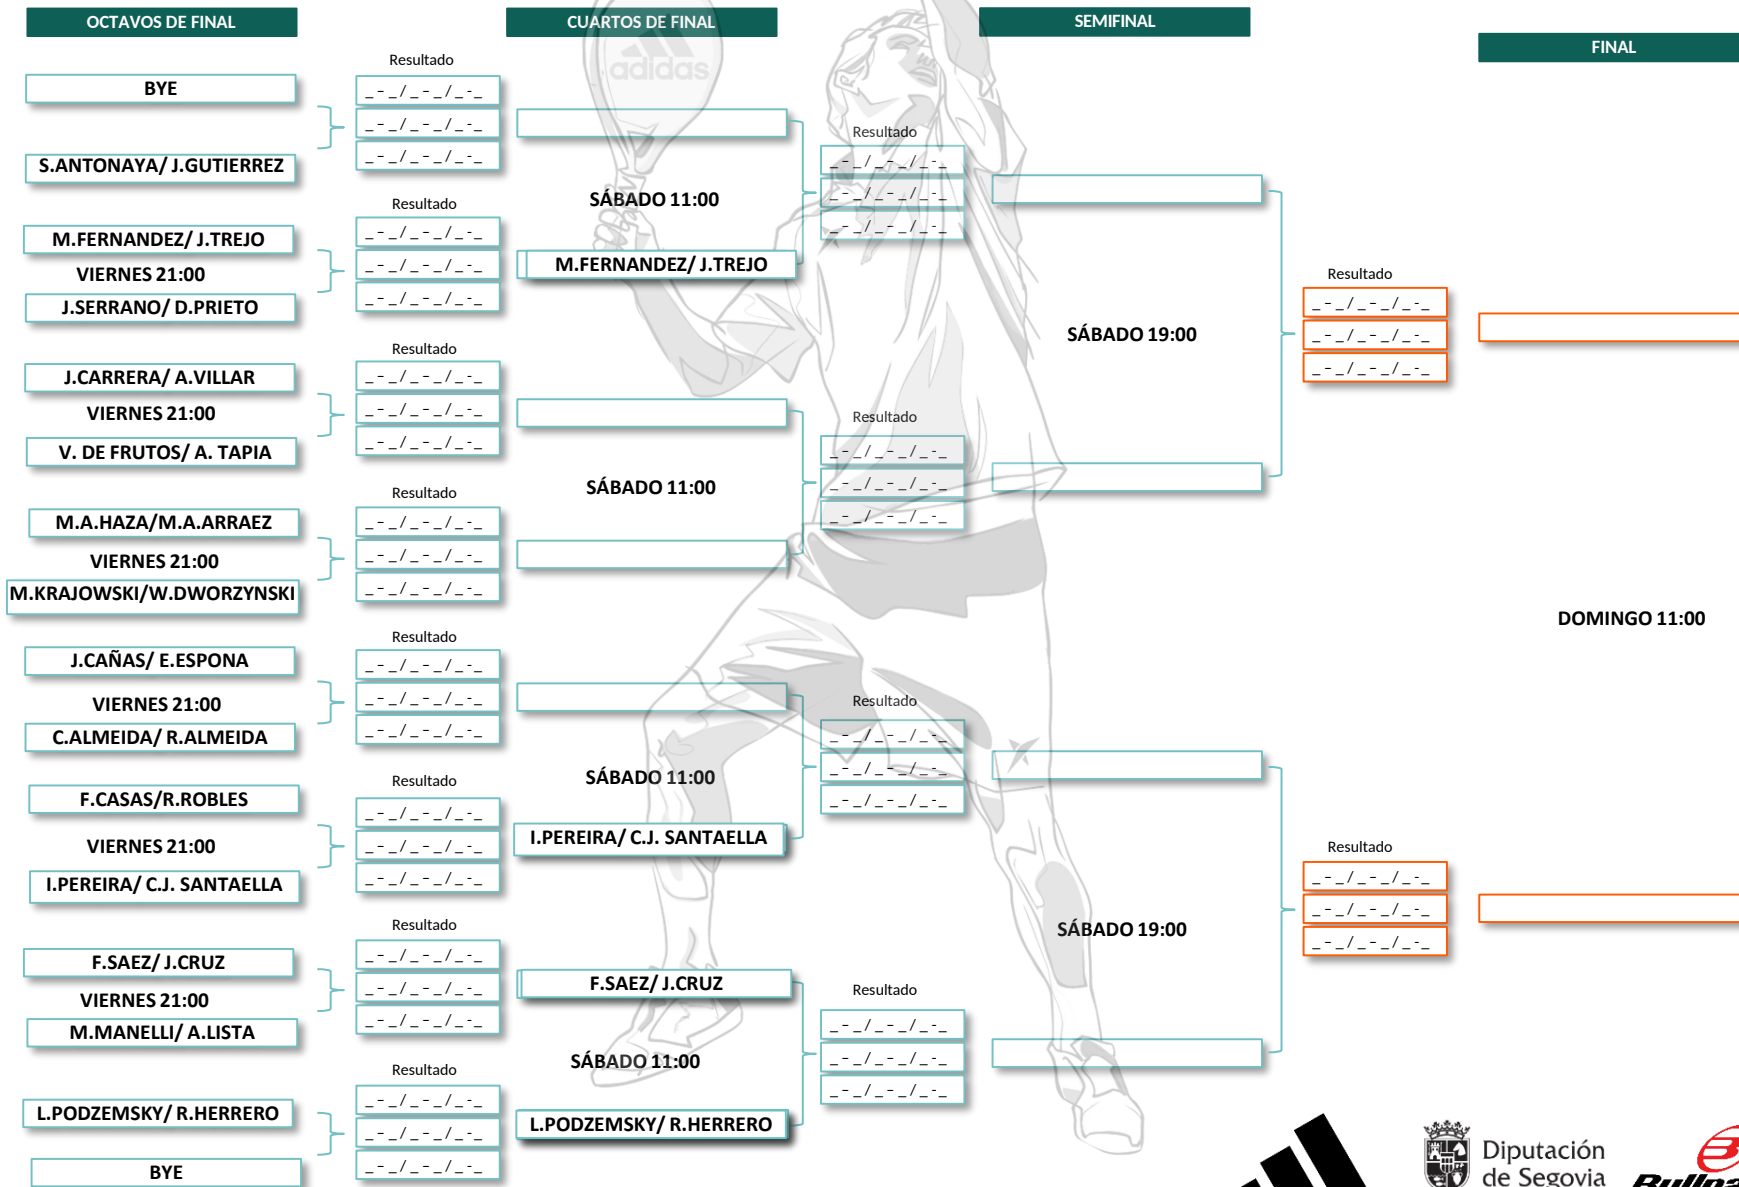 OCTAVOS DE FINAL
BYE
S.ANTONAYA/ J.GUTIERREZ
M.FERNANDEZ/ J.TREJO
VIERNES 21:00
J.SERRANO/ D.PRIETO
J.CARRERA/ A.VILLAR
VIERNES 21:00
V. DE FRUTOS/ A. TAPIA
M.A.HAZA/M.A.ARRAEZ
VIERNES 21:00
M.KRAJOWSKI/W.DWORZYNSKI
J.CAÑAS/ E.ESPONA
VIERNES 21:00
C.ALMEIDA/ R.ALMEIDA
F.CASAS/R.ROBLES
VIERNES 21:00
I.PEREIRA/ C.J. SANTAELLA
F.SAEZ/ J.CRUZ
VIERNES 21:00
M.MANELLI/ A.LISTA
L.PODZEMSKY/ R.HERRERO
BYE
Resultado
_-_/_-_/_-_
_-_/_-_/_-_
_-_/_-_/_-_
Resultado
_-_/_-_/_-_
_-_/_-_/_-_
_-_/_-_/_-_
Resultado
_-_/_-_/_-_
_-_/_-_/_-_
_-_/_-_/_-_
Resultado
_-_/_-_/_-_
_-_/_-_/_-_
_-_/_-_/_-_
Resultado
_-_/_-_/_-_
_-_/_-_/_-_
_-_/_-_/_-_
Resultado
_-_/_-_/_-_
_-_/_-_/_-_
_-_/_-_/_-_
Resultado
_-_/_-_/_-_
_-_/_-_/_-_
_-_/_-_/_-_
Resultado
_-_/_-_/_-_
_-_/_-_/_-_
_-_/_-_/_-_
CUARTOS DE FINAL
adidas
SÁBADO 11:00
M.FERNANDEZ/ J.TREJO
SÁBADO 11:00
SÁBADO 11:00
I.PEREIRA/ C.J. SANTAELLA
F.SAEZ/ J.CRUZ
SÁBADO 11:00
L.PODZEMSKY/ R.HERRERO
Resultado
_-_/_-_/_-_
_-_/_-_/_-_
_-_/_-_/_-_
Resultado
_-_/_-_/_-_
_-_/_-_/_-_
_-_/_-_/_-_
Resultado
_-_/_-_/_-_
_-_/_-_/_-_
_-_/_-_/_-_
Resultado
_-_/_-_/_-_
_-_/_-_/_-_
_-_/_-_/_-_
SEMIFINAL
SÁBADO 19:00
SÁBADO 19:00
Resultado
_-_/_-_/_-_
_-_/_-_/_-_
_-_/_-_/_-_
Resultado
_-_/_-_/_-_
_-_/_-_/_-_
_-_/_-_/_-_
FINAL
DOMINGO 11:00
Diputación
de Segovia